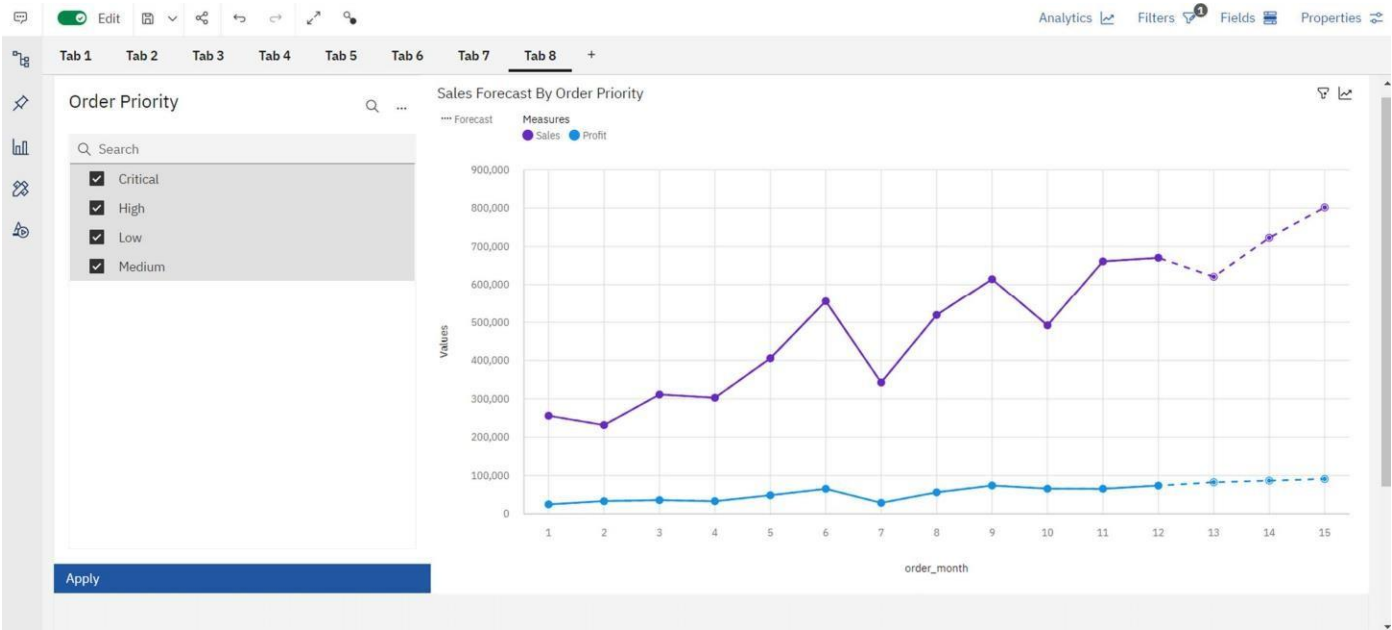 Edit
Analytics
Filters 1
Fields
Properties
Tab 1 Tab 2 Tab 3 Tab 4 Tab 5 Tab 6 Tab 7 Tab 8 +
Order Priority
...
Search
Critical
High
Low
Medium
Apply
Sales Forecast By Order Priority
Forecast
Measures
Sales Profit
900,000
800,000
700,000
600,000
500,000
400,000
300,000
200,000
100,000
0
Values
1 2 3 4 5 6 7 8 9 10 11 12 13 14 15
order_month